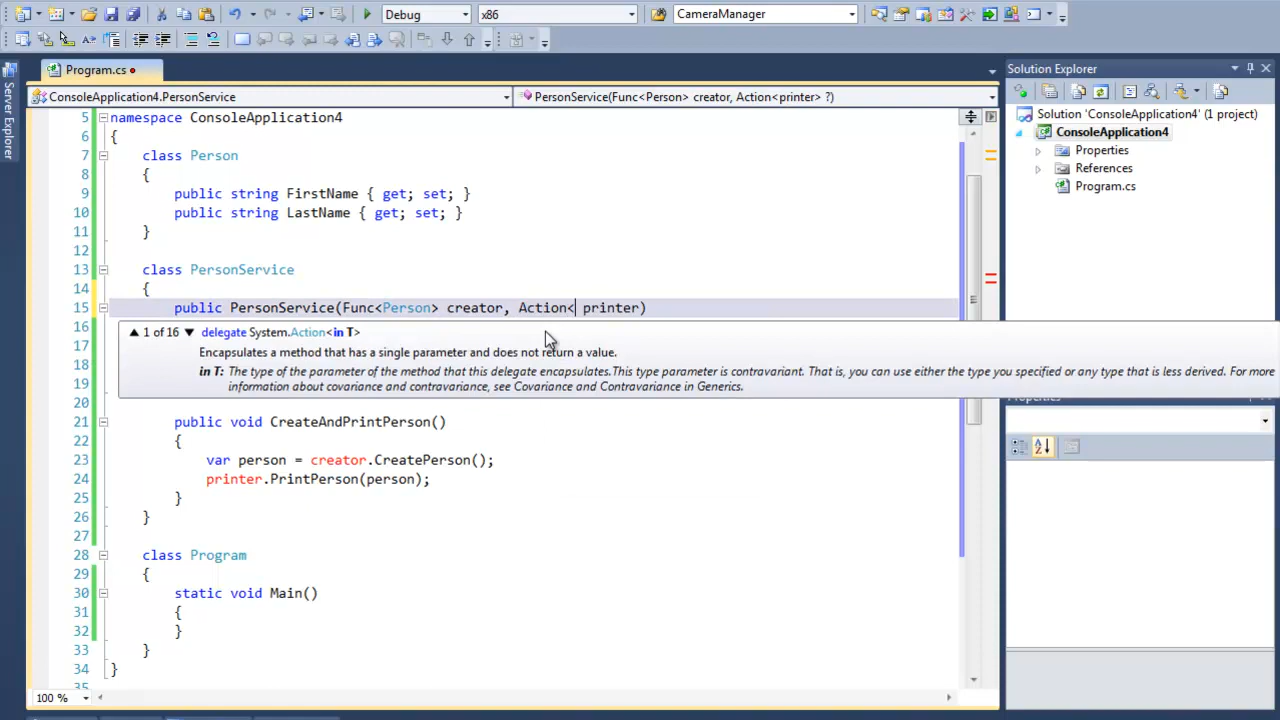 Debug
x86
CameraManager
Server Explorer
Program.cs
ConsoleApplication4.PersonService
PersonService(Func<Person> creator, Action<printer> ?)
5 namespace ConsoleApplication4
6 {
7 class Person
8 {
9 public string FirstName { get; set; }
10 public string LastName { get; set; }
11 }
12
13 class PersonService
14 {
15 public PersonService(Func<Person> creator, Action< printer)
16
1 of 16 delegate System.Action<in T>
17
Encapsulates a method that has a single parameter and does not return a value.
18
in T: The type of the parameter of the method that this delegate encapsulates.This type parameter is contravariant. That is, you can use either the type you specified or any type that is less derived. For more
19
information about covariance and contravariance, see Covariance and Contravariance in Generics.
20
21 public void CreateAndPrintPerson()
22 {
23 var person = creator.CreatePerson();
24 printer.PrintPerson(person);
25 }
26 }
27
28 class Program
29 {
30 static void Main()
31 {
32 }
33 }
34 }
35
100 %
Solution Explorer
Solution 'ConsoleApplication4' (1 project)
ConsoleApplication4
Properties
References
Program.cs
Properties